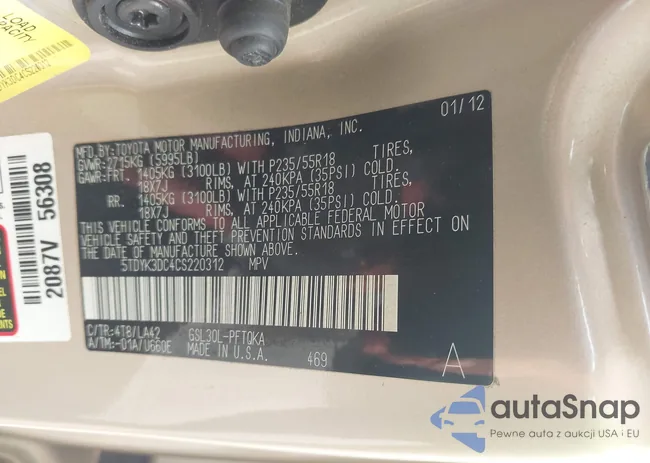 LOAD
CAPACITY
2087V 56308
01/12
MFD.BY:TOYOTA MOTOR MANUFACTURING, INDIANA, INC.
GVWR:2715KG (5995LB)
GAWR:FRT. 1405KG (3100LB) WITH P235/55R18 TIRES,
18X7J RIMS, AT 240KPA (35PSI) COLD.
RR. 1405KG (3100LB) WITH P235/55R18 TIRES,
18X7J RIMS, AT 240KPA (35PSI) COLD.
THIS VEHICLE CONFORMS TO ALL APPLICABLE FEDERAL MOTOR
VEHICLE SAFETY AND THEFT PREVENTION STANDARDS IN EFFECT ON
THE DATE OF MANUFACTURE SHOWN ABOVE.
5TDYK3DC4CS220312 MPV
C/TR:4T8/LA42 GSL30L-PFTQKA
A/TM:-01A/U660E MADE IN U.S.A. 469
A
autaSnap
Pewne auta z aukcji USA i EU